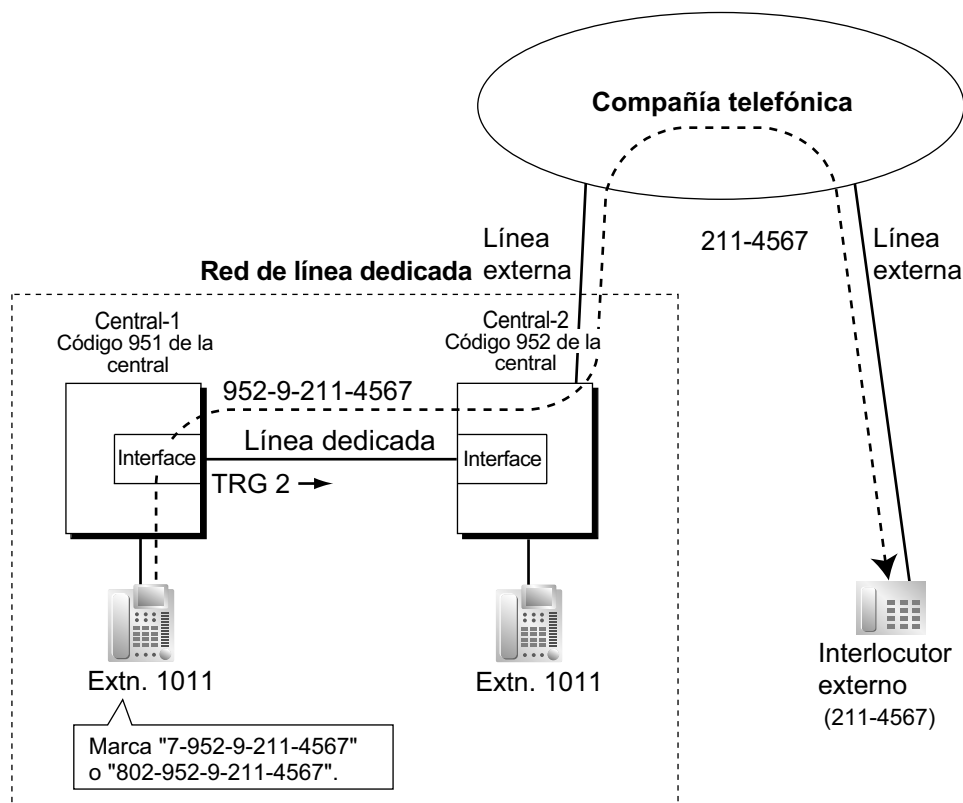 Compañía telefónica
Línea
externa
211-4567
Línea
externa
Red de línea dedicada
Central-1
Código 951 de la
central
Central-2
Código 952 de la
central
952-9-211-4567
Interface
Línea dedicada
Interface
TRG 2
Extn. 1011
Extn. 1011
Interlocutor
externo
(211-4567)
Marca "7-952-9-211-4567"
o "802-952-9-211-4567".